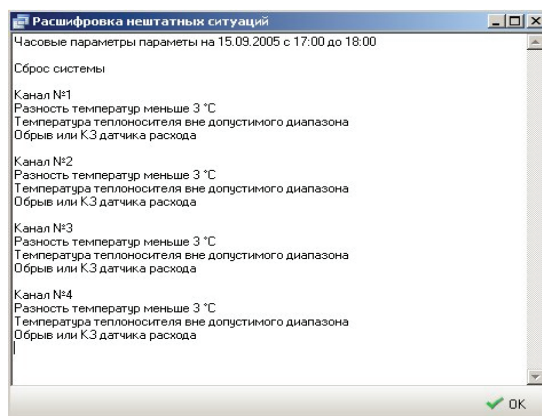 Расшифровка нештатных ситуаций
Часовые параметры параметы на 15.09.2005 с 17:00 до 18:00
Сброс системы
Канал №1
Разность температур меньше 3 °C
Температура теплоносителя вне допустимого диапазона
Обрыв или КЗ датчика расхода
Канал №2
Разность температур меньше 3 °C
Температура теплоносителя вне допустимого диапазона
Обрыв или КЗ датчика расхода
Канал №3
Разность температур меньше 3 °C
Температура теплоносителя вне допустимого диапазона
Обрыв или КЗ датчика расхода
Канал №4
Разность температур меньше 3 °C
Температура теплоносителя вне допустимого диапазона
Обрыв или КЗ датчика расхода
OK